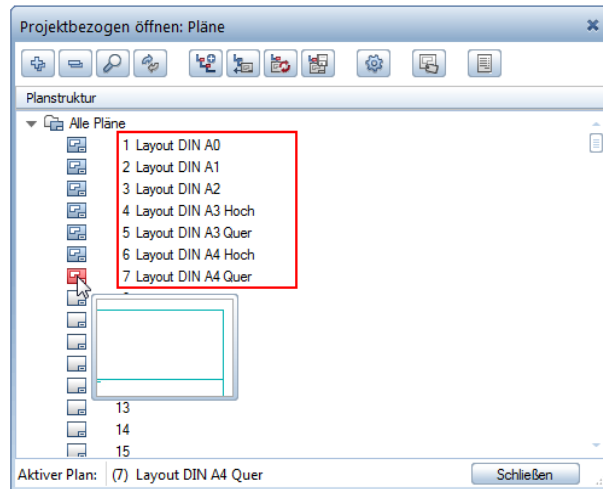 Projektbezogen öffnen: Pläne
Planstruktur
Alle Pläne
1 Layout DIN A0
2 Layout DIN A1
3 Layout DIN A2
4 Layout DIN A3 Hoch
5 Layout DIN A3 Quer
6 Layout DIN A4 Hoch
7 Layout DIN A4 Quer
13
14
15
Aktiver Plan: (7) Layout DIN A4 Quer
Schließen